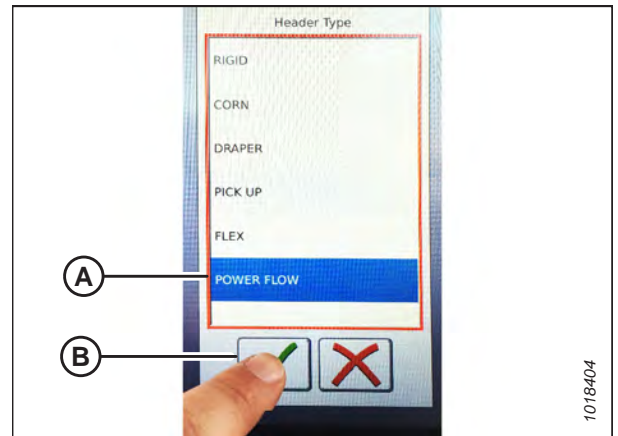 Header Type
RIGID
CORN
DRAPER
PICK UP
FLEX
POWER FLOW
A
B
1018404